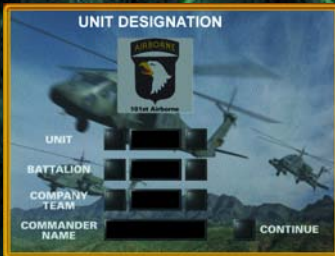 UNIT DESIGNATION
AIRBORNE
101st Airborne
UNIT
BATTALION
COMPANY
TEAM
COMMANDER
NAME
CONTINUE